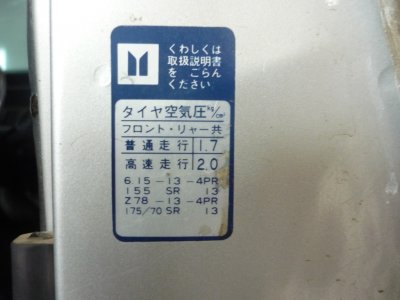 くわしくは
取扱説明書
を ごらん
ください
タイヤ空気圧 kg/cm²
フロント・リヤー共
普通走行 1.7
高速走行 2.0
6.15-13-4PR
155 SR 13
Z78-13-4PR
175/70 SR 13